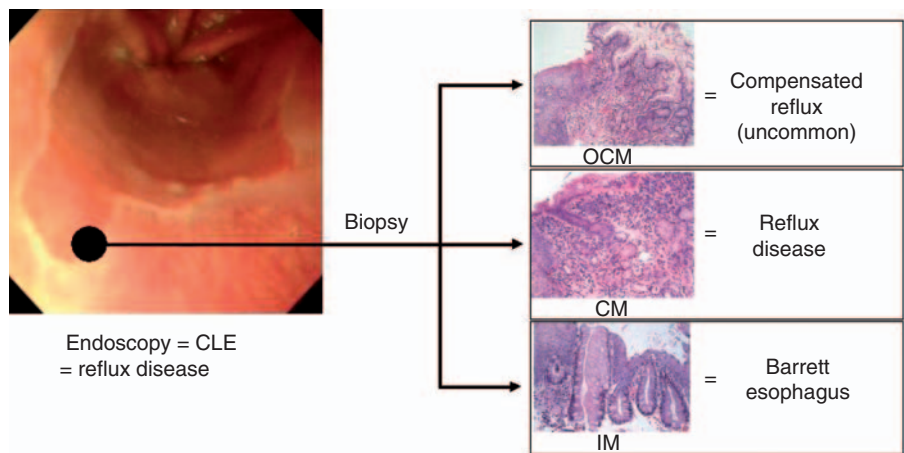 Endoscopy = CLE
= reflux disease
Biopsy
OCM
= Compensated
reflux
(uncommon)
CM
= Reflux
disease
IM
= Barrett
esophagus